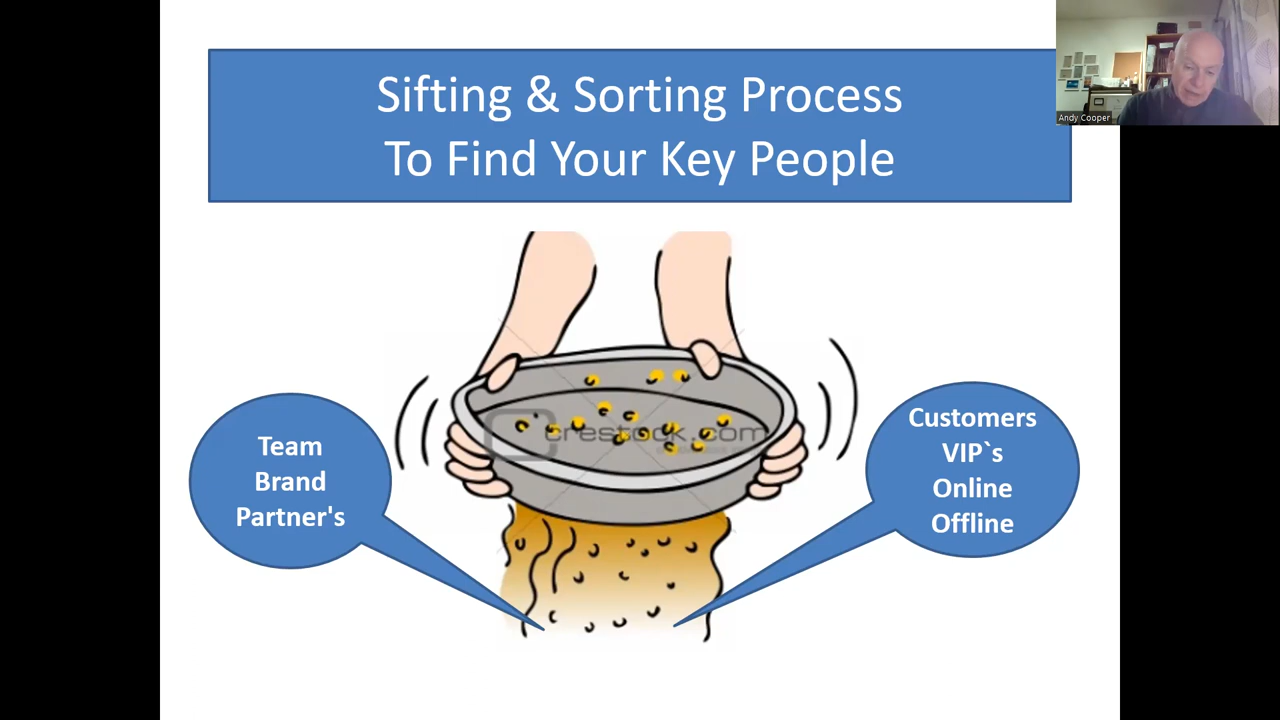 Sifting & Sorting Process
To Find Your Key People
Andy Cooper
Team
Brand
Partner's
Customers
VIP`s
Online
Offline
crestock.com